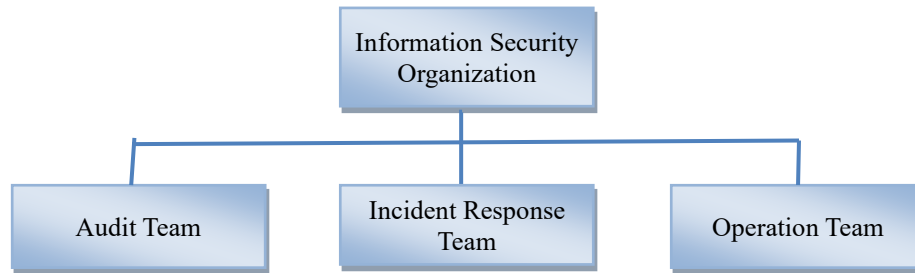 Information Security
Organization
Audit Team
Incident Response
Team
Operation Team